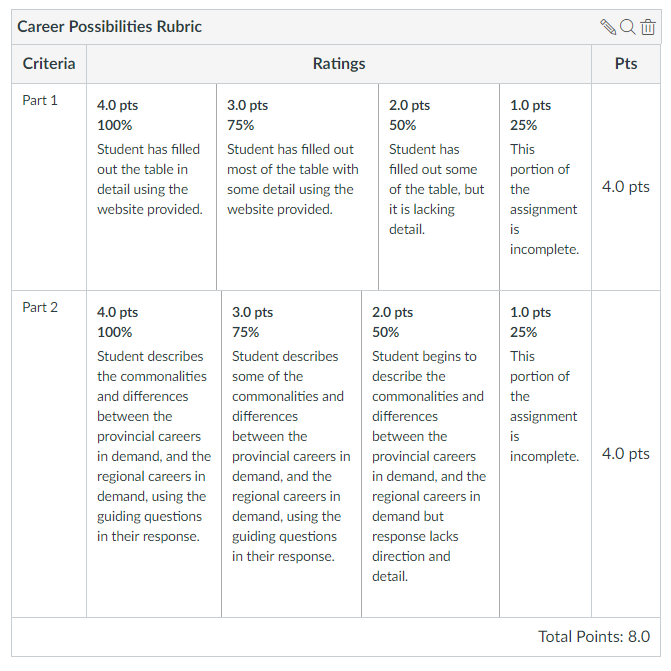 Career Possibilities Rubric
Criteria
Ratings
Pts
Part 1
4.0 pts
100%
Student has filled
out the table in
detail using the
website provided.
3.0 pts
75%
Student has filled out
most of the table with
some detail using the
website provided.
2.0 pts
50%
Student has
filled out some
of the table, but
it is lacking
detail.
1.0 pts
25%
This
portion of
the
assignment
is
incomplete.
4.0 pts
Part 2
4.0 pts
100%
Student describes
the commonalities
and differences
between the
provincial careers
in demand, and the
regional careers in
demand, using the
guiding questions
in their response.
3.0 pts
75%
Student describes
some of the
commonalities and
differences
between the
provincial careers in
demand, and the
regional careers in
demand, using the
guiding questions
in their response.
2.0 pts
50%
Student begins to
describe the
commonalities and
differences
between the
provincial careers
in demand, and the
regional careers in
demand but
response lacks
direction and
detail.
1.0 pts
25%
This
portion of
the
assignment
is
incomplete.
4.0 pts
Total Points: 8.0